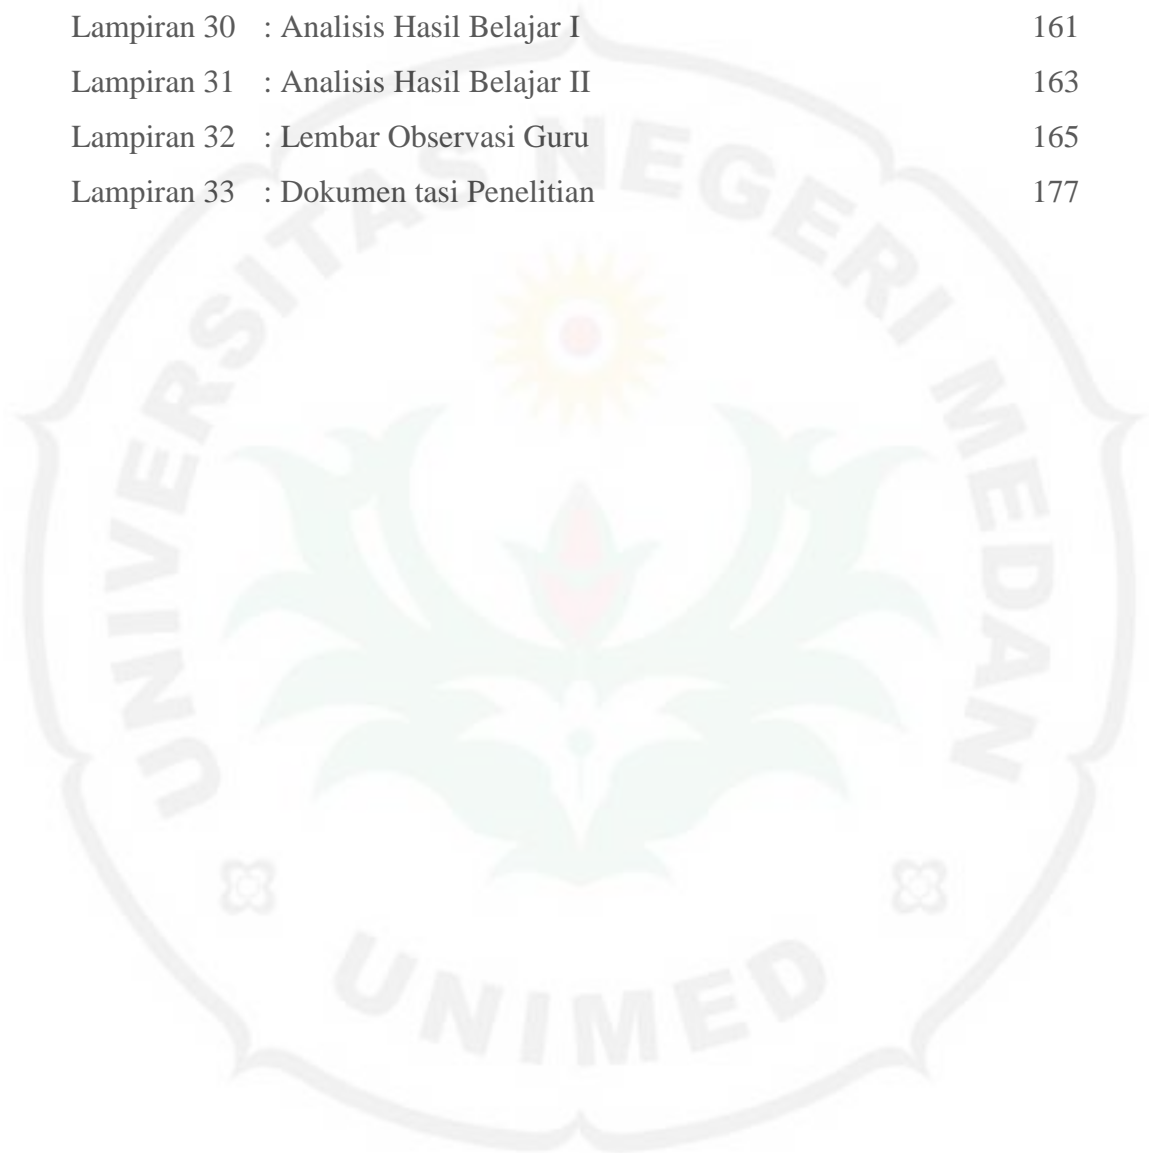 Lampiran 30 : Analisis Hasil Belajar I 161
Lampiran 31 : Analisis Hasil Belajar II 163
Lampiran 32 : Lembar Observasi Guru 165
Lampiran 33 : Dokumen tasi Penelitian 177
UNIVERSITAS NEGERI MEDAN
UNIMED